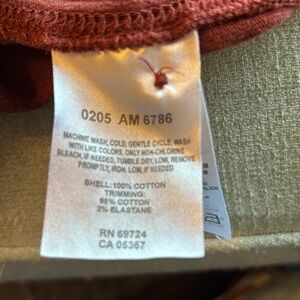 0205 AM 6786
MACHINE WASH, COLD, GENTLE CYCLE, WASH
WITH LIKE COLORS, ONLY NON-CHLORINE
BLEACH, IF NEEDED, TUMBLE DRY, LOW, REMOVE
PROMPTLY, IRON, LOW, IF NEEDED
SHELL: 100% COTTON
TRIMMING:
98% COTTON
2% ELASTANE
RN 69724
CA 05367